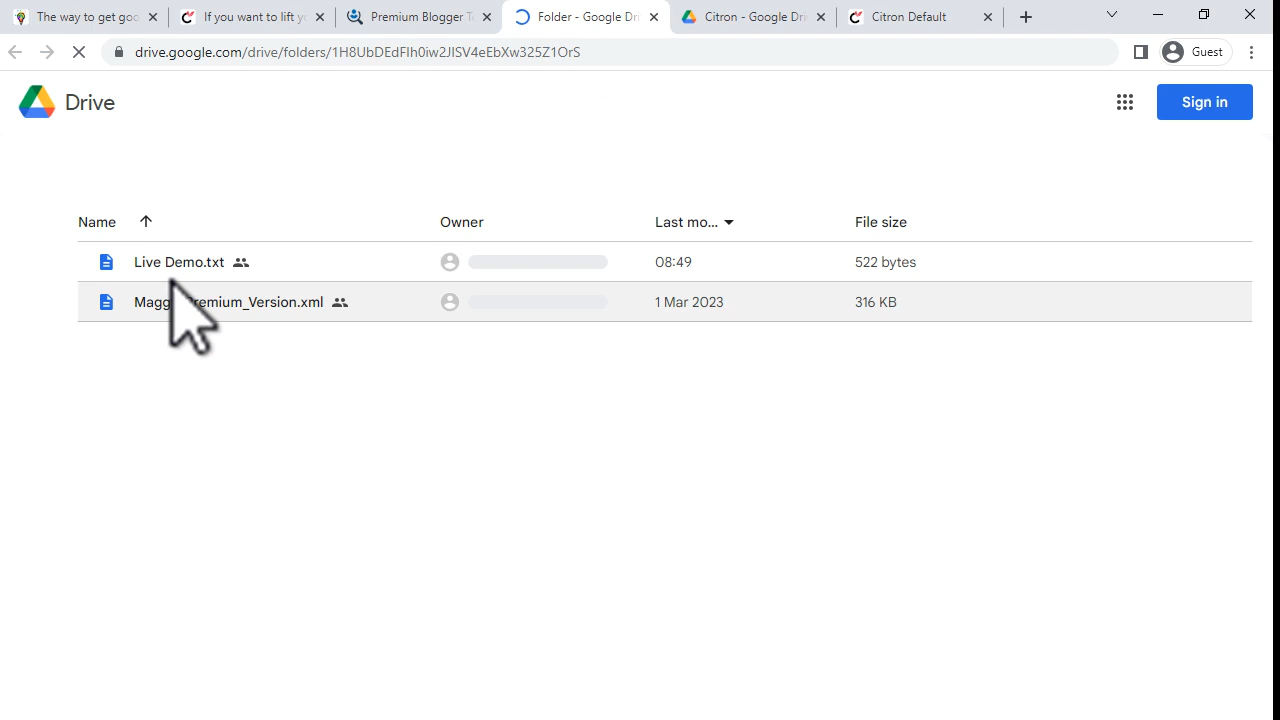 The way to get goo
If you want to lift y
Premium Blogger T
Folder - Google Dri
Citron - Google Dri
Citron Default
drive.google.com/drive/folders/1H8UbDEdFlh0iw2JlSV4eEbXw325Z1OrS
Guest
Drive
Sign in
Name
Owner
Last mo...
File size
Live Demo.txt
08:49
522 bytes
Magg remium_Version.xml
1 Mar 2023
316 KB